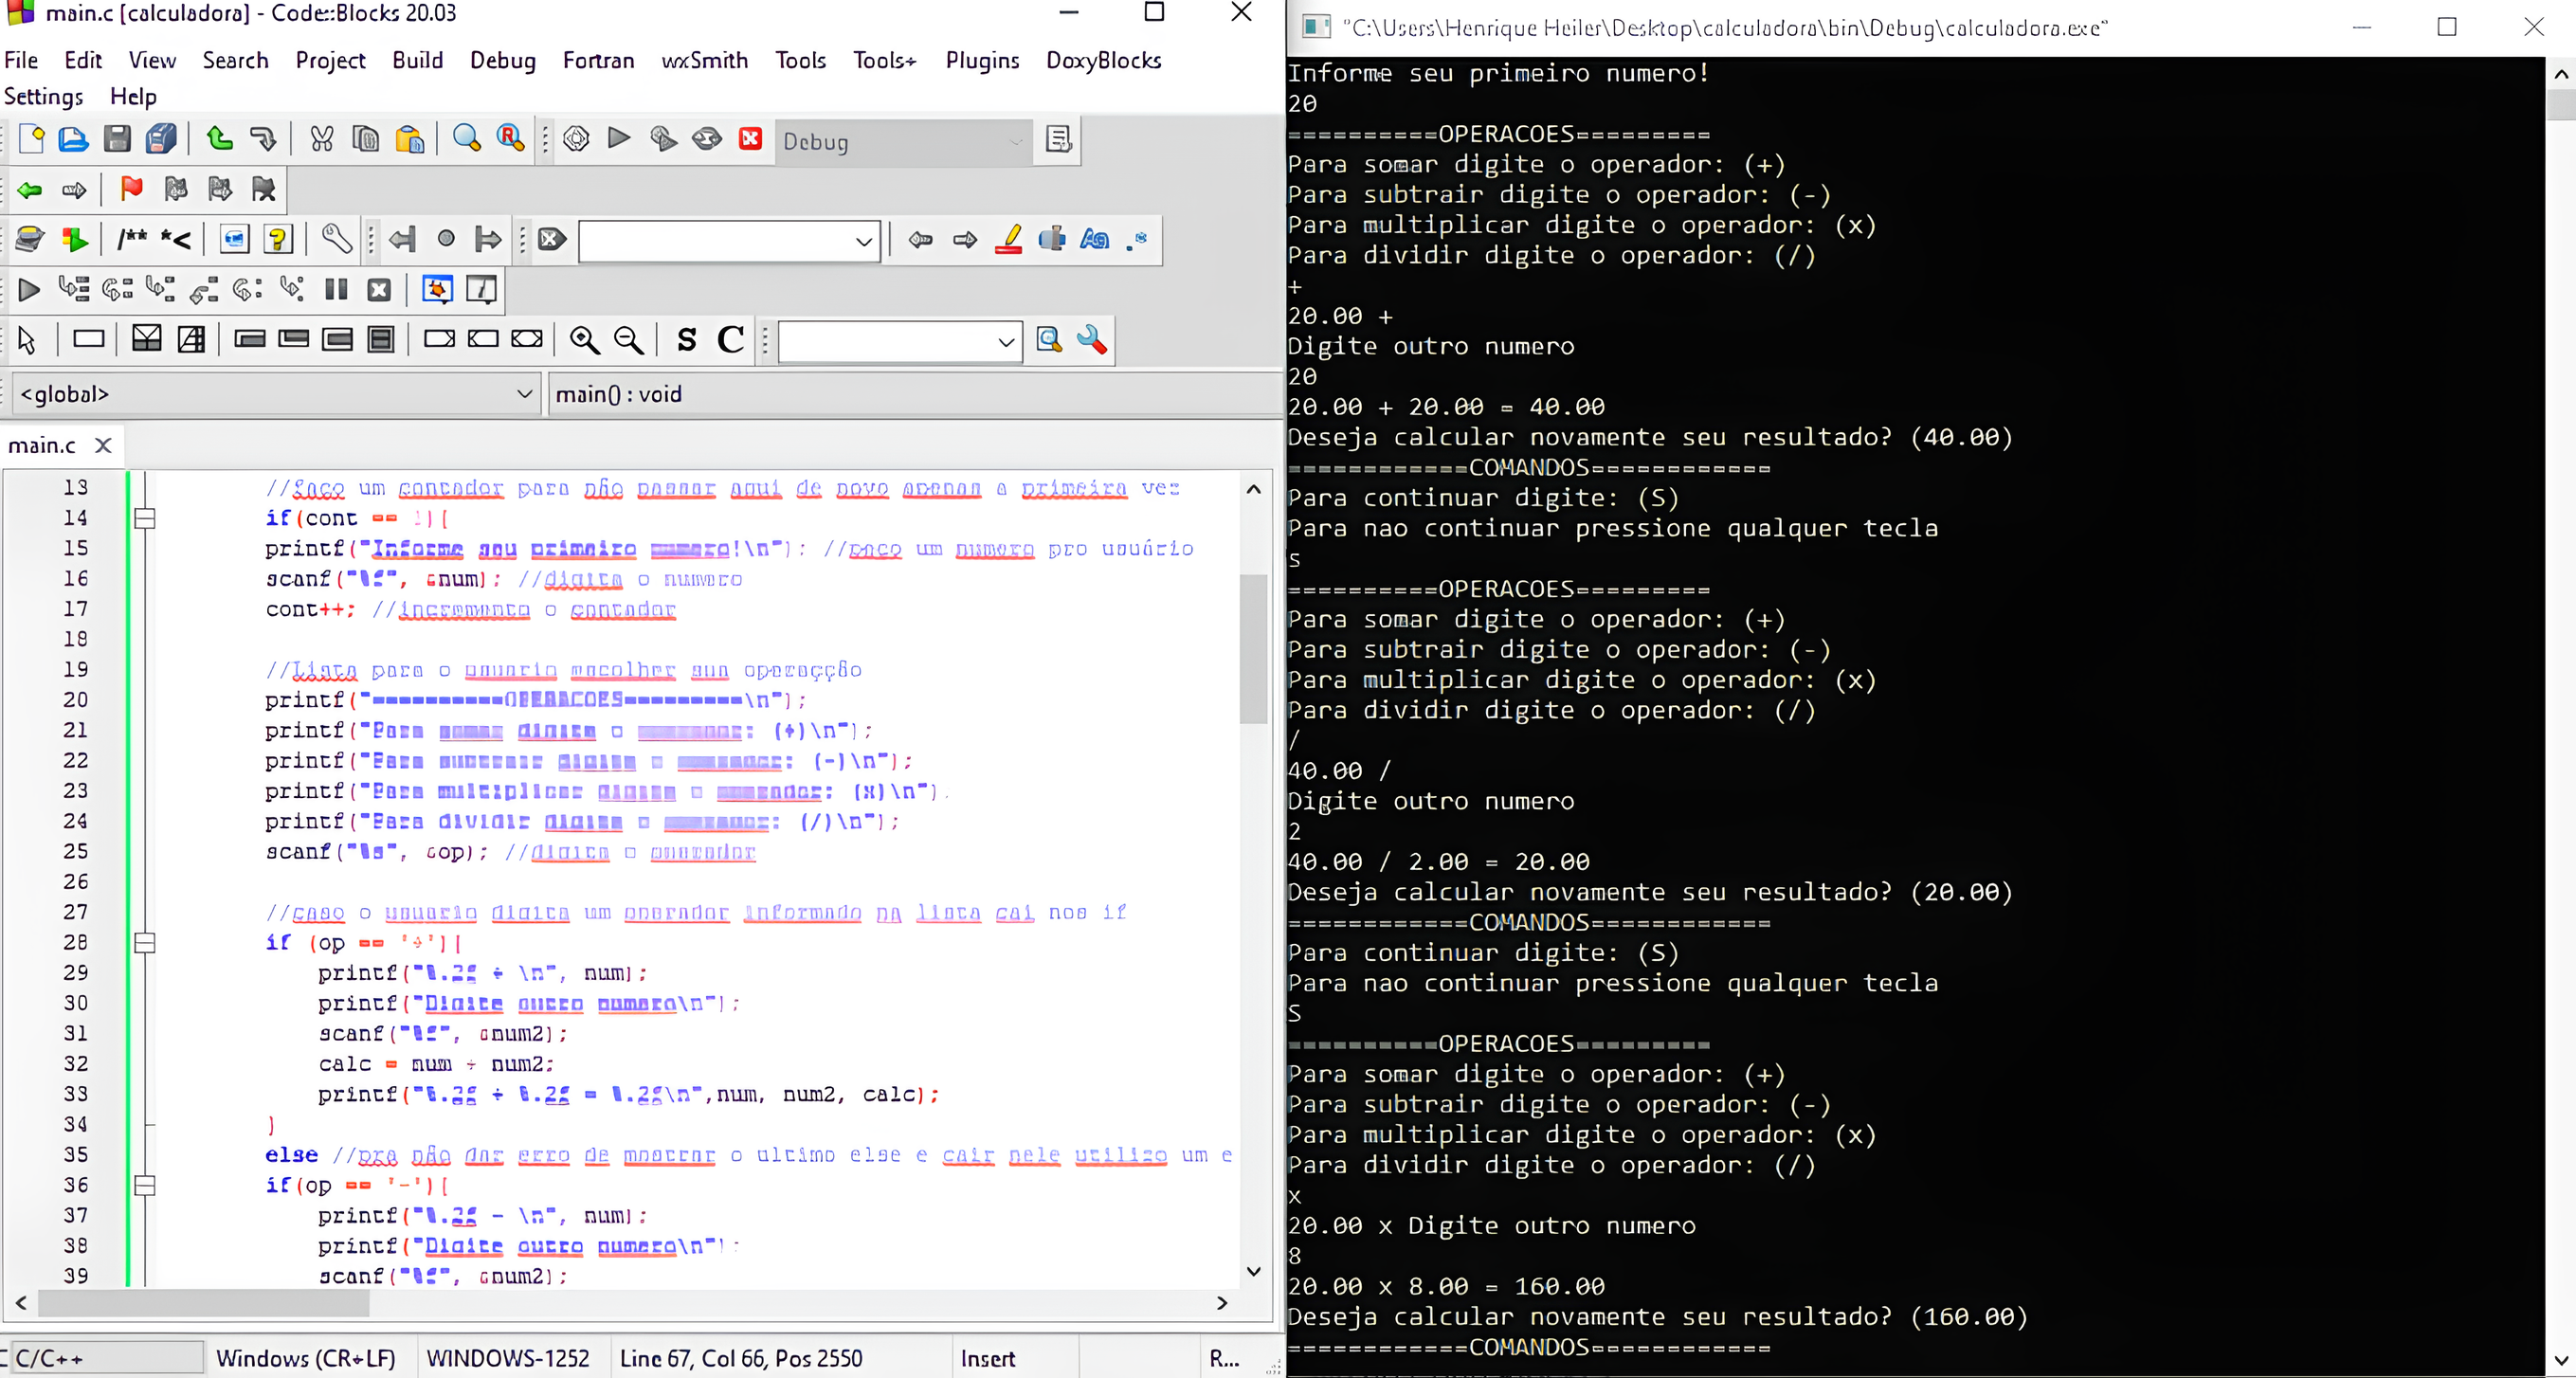 main.c [calculadora] - Code::Blocks 20.03
File Edit View Search Project Build Debug Fortran wxSmith Tools Tools+ Plugins DoxyBlocks
Settings Help
Debug
/** *<
S C
<global> main() : void
main.c
13 //faço um contador para não passar aqui de novo apenas a primeira vez
14 if(cont == 1){
15 printf("Informe seu primeiro numero!\n"); //peço um numero pro usuário
16 scanf("%f", &num); //digita o numero
17 cont++; //incrementa o contador
18
19 //Lista para o usuario escolher sua operação
20 printf("==========OPERACOES=========\n");
21 printf("Para somar digite o operador: (+)\n");
22 printf("Para subtrair digite o operador: (-)\n");
23 printf("Para multiplicar digite o operador: (x)\n")
24 printf("Para dividir digite o operador: (/)\n");
25 scanf("%s", &op); //digita o operador
26
27 //caso o usuario digita um operador informado na lista cai nos if
28 if (op == '+'){
29 printf("%.2f + \n", num);
30 printf("Digite outro numero\n");
31 scanf("%f", &num2);
32 calc = num + num2;
33 printf("%.2f + %.2f = %.2f\n",num, num2, calc);
34 }
35 else //pra não dar erro de mostrar o ultimo else e cair nele utilizo um e
36 if(op == '-'){
37 printf("%.2f - \n", num);
38 printf("Digite outro numero\n");
39 scanf("%f", &num2);
C/C++ Windows (CR+LF) WINDOWS-1252 Line 67, Col 66, Pos 2550 Insert R...
"C:\Users\Henrique Heiler\Desktop\calculadora\bin\Debug\calculadora.exe"
Informe seu primeiro numero!
20
==========OPERACOES=========
Para somar digite o operador: (+)
Para subtrair digite o operador: (-)
Para multiplicar digite o operador: (x)
Para dividir digite o operador: (/)
+
20.00 +
Digite outro numero
20
20.00 + 20.00 = 40.00
Deseja calcular novamente seu resultado? (40.00)
============COMANDOS============
Para continuar digite: (S)
Para nao continuar pressione qualquer tecla
s
==========OPERACOES=========
Para somar digite o operador: (+)
Para subtrair digite o operador: (-)
Para multiplicar digite o operador: (x)
Para dividir digite o operador: (/)
/
40.00 /
Digite outro numero
2
40.00 / 2.00 = 20.00
Deseja calcular novamente seu resultado? (20.00)
============COMANDOS============
Para continuar digite: (S)
Para nao continuar pressione qualquer tecla
S
==========OPERACOES=========
Para somar digite o operador: (+)
Para subtrair digite o operador: (-)
Para multiplicar digite o operador: (x)
Para dividir digite o operador: (/)
x
20.00 x Digite outro numero
8
20.00 x 8.00 = 160.00
Deseja calcular novamente seu resultado? (160.00)
============COMANDOS============